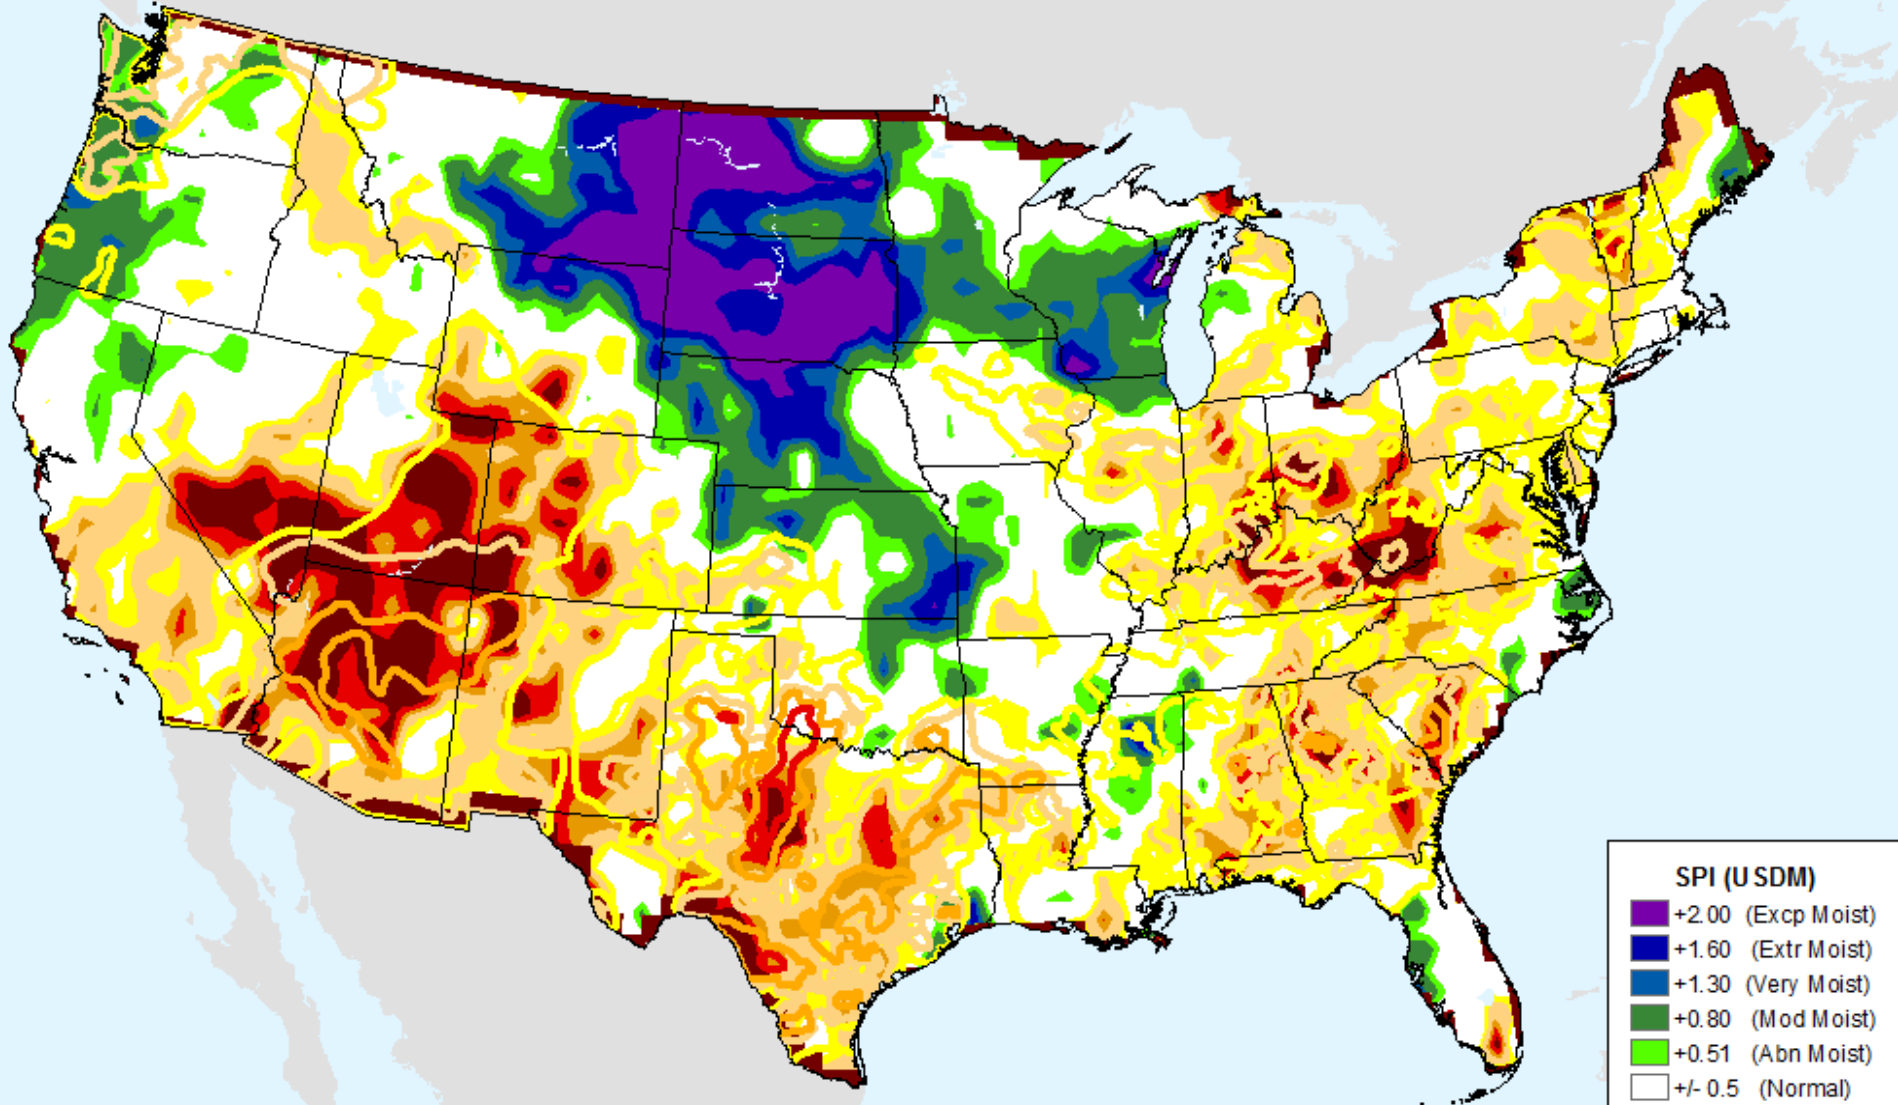 SPI (USDM)
+2.00 (Excp Moist)
+1.60 (Extr Moist)
+1.30 (Very Moist)
+0.80 (Mod Moist)
+0.51 (Abn Moist)
+/- 0.5 (Normal)